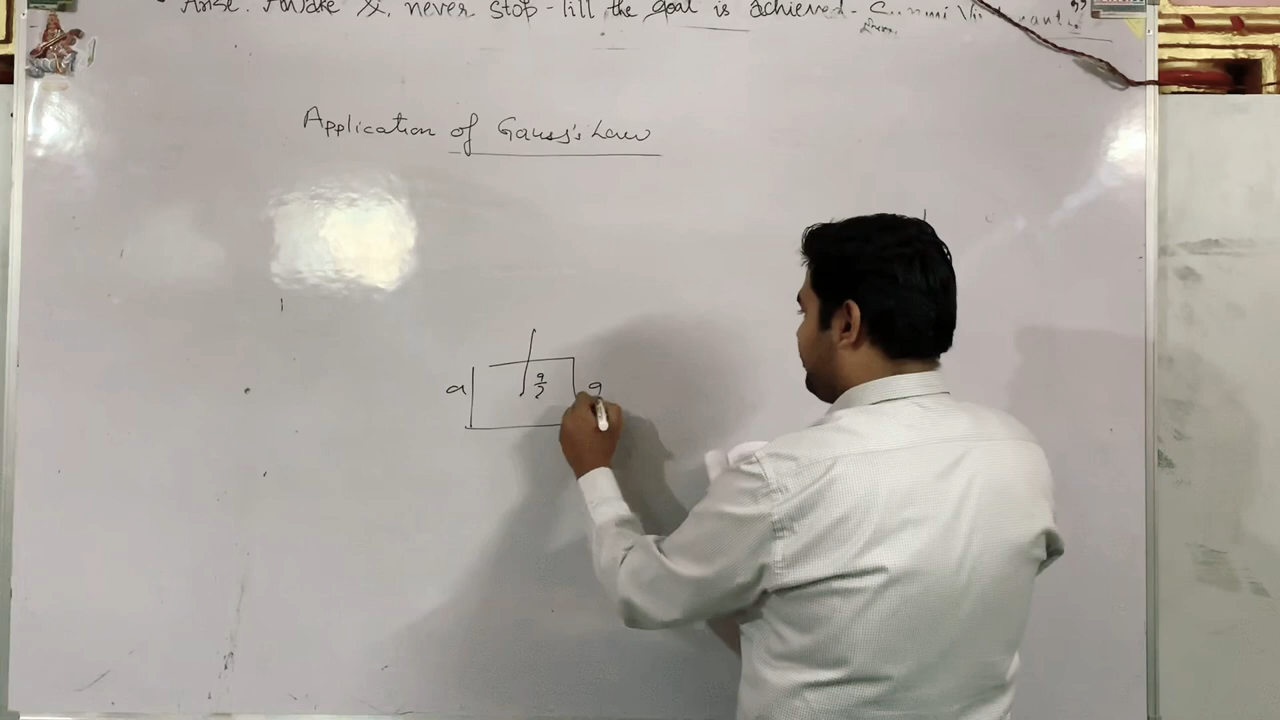 Arise. Awake &, never stop - till the goal is achieved -
Application of Gauss's Law
a a/2 a